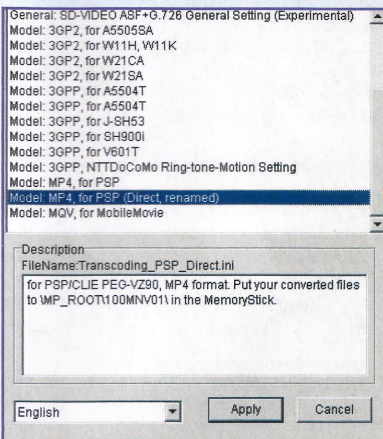 General: SD-VIDEO ASF+G.726 General Setting (Experimental)
Model: 3GP2, for A5505SA
Model: 3GP2, for W11H, W11K
Model: 3GP2, for W21CA
Model: 3GP2, for W21SA
Model: 3GPP, for A5504T
Model: 3GPP, for A5504T
Model: 3GPP, for J-SH53
Model: 3GPP, for SH900i
Model: 3GPP, for V601T
Model: 3GPP, NTTDoCoMo Ring-tone-Motion Setting
Model: MP4, for PSP
Model: MP4, for PSP (Direct, renamed)
Model: MQV, for MobileMovie
Description
FileName:Transcoding_PSP_Direct.ini
for PSP/CLIE PEG-VZ90, MP4 format. Put your converted files
to \MP_ROOT\100MNV01\ in the MemoryStick.
English Apply Cancel